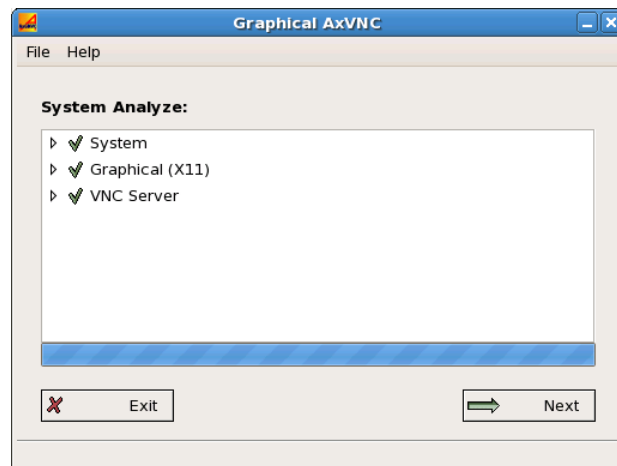 Graphical AxVNC
File Help
System Analyze:
System
Graphical (X11)
VNC Server
Exit
Next